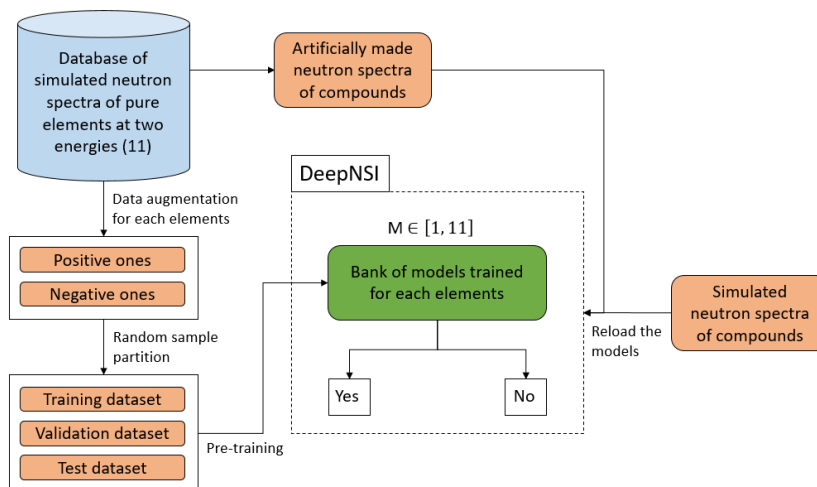 Database of
simulated neutron
spectra of pure
elements at two
energies (11)
Artificially made
neutron spectra
of compounds
Data augmentation
for each elements
Positive ones
Negative ones
Random sample
partition
Training dataset
Validation dataset
Test dataset
Pre-training
DeepNSI
M ∈ [1, 11]
Bank of models trained
for each elements
Yes
No
Reload the
models
Simulated
neutron spectra
of compounds